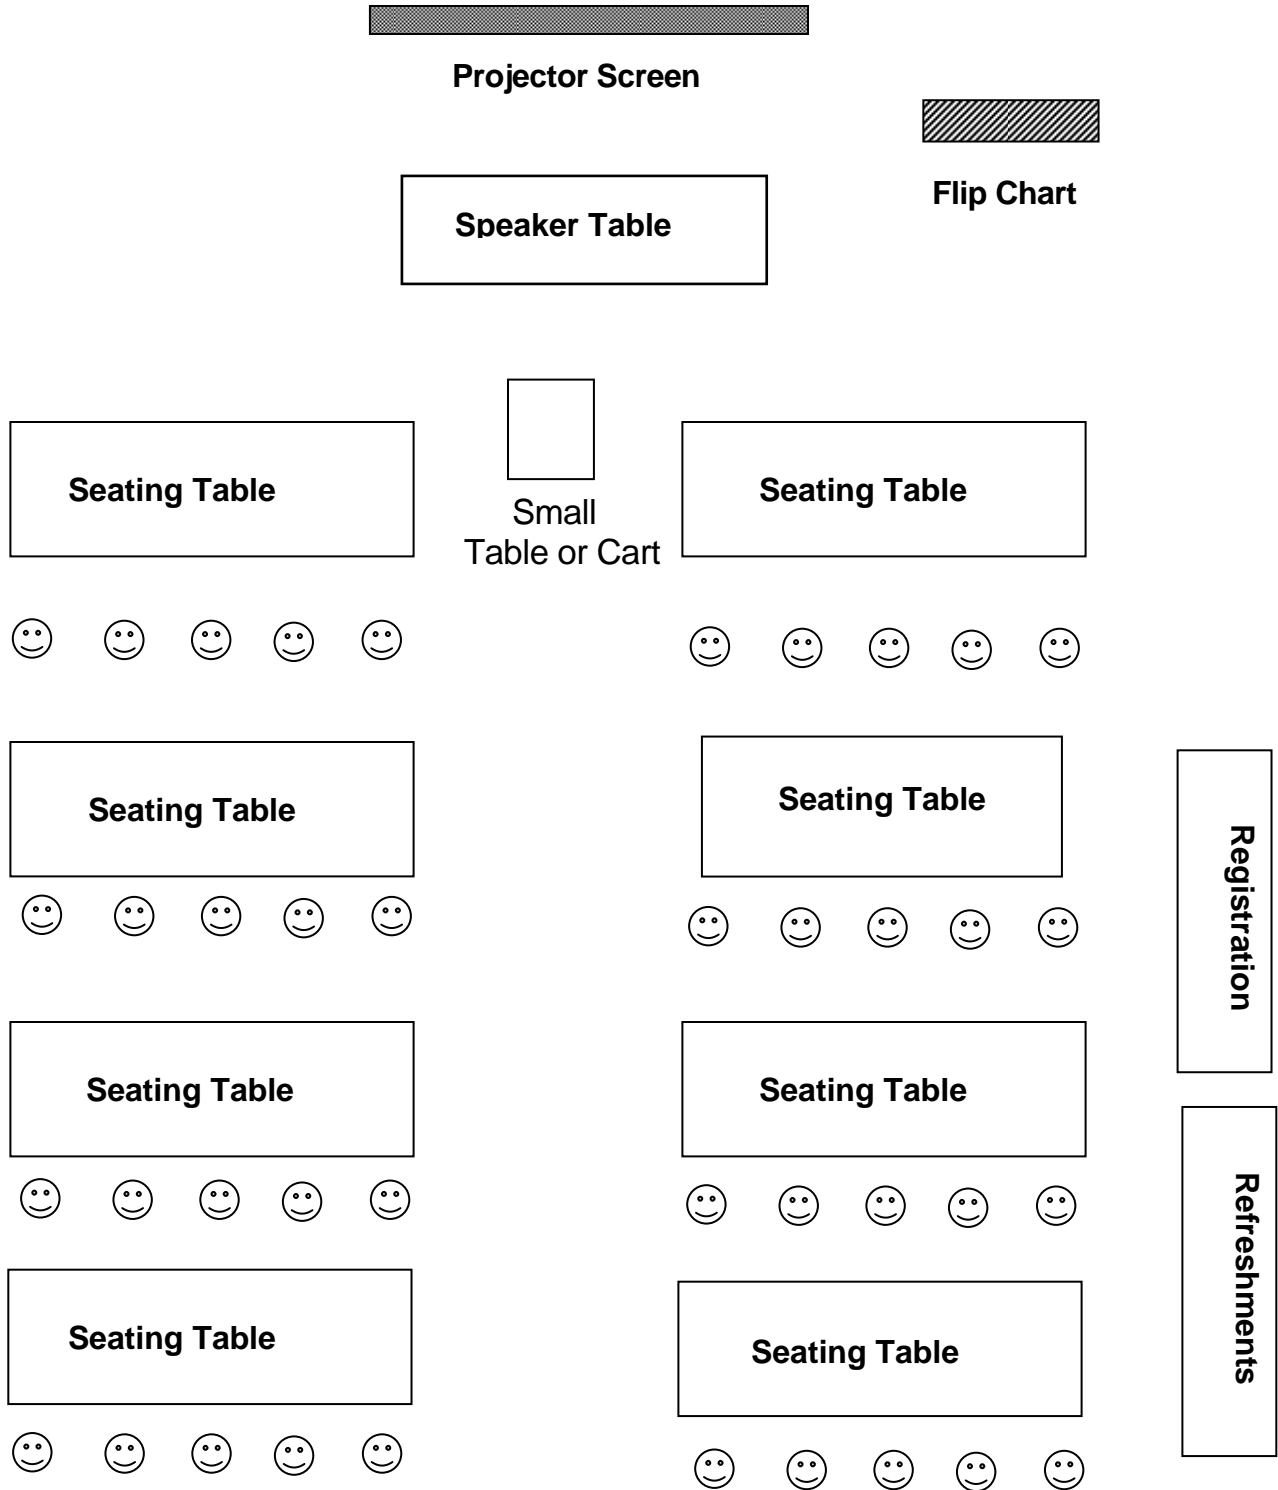 Projector Screen
Flip Chart
Speaker Table
Seating Table
Small
Table or Cart
Seating Table
Seating Table
Seating Table
Registration
Seating Table
Seating Table
Refreshments
Seating Table
Seating Table